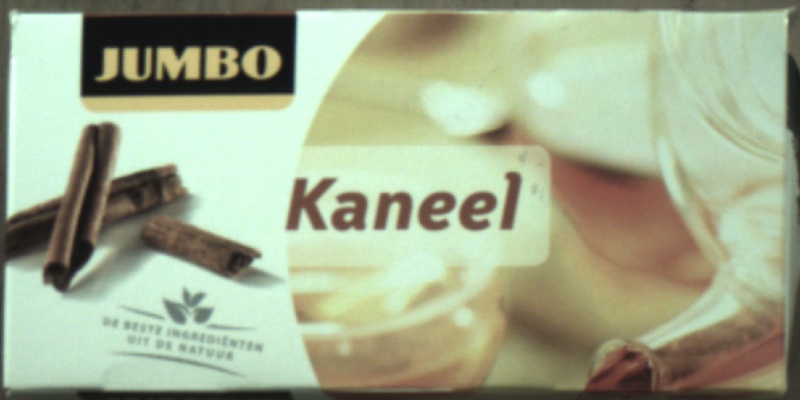 JUMBO
Kaneel
DE BESTE INGREDIËNTEN
UIT DE NATUUR